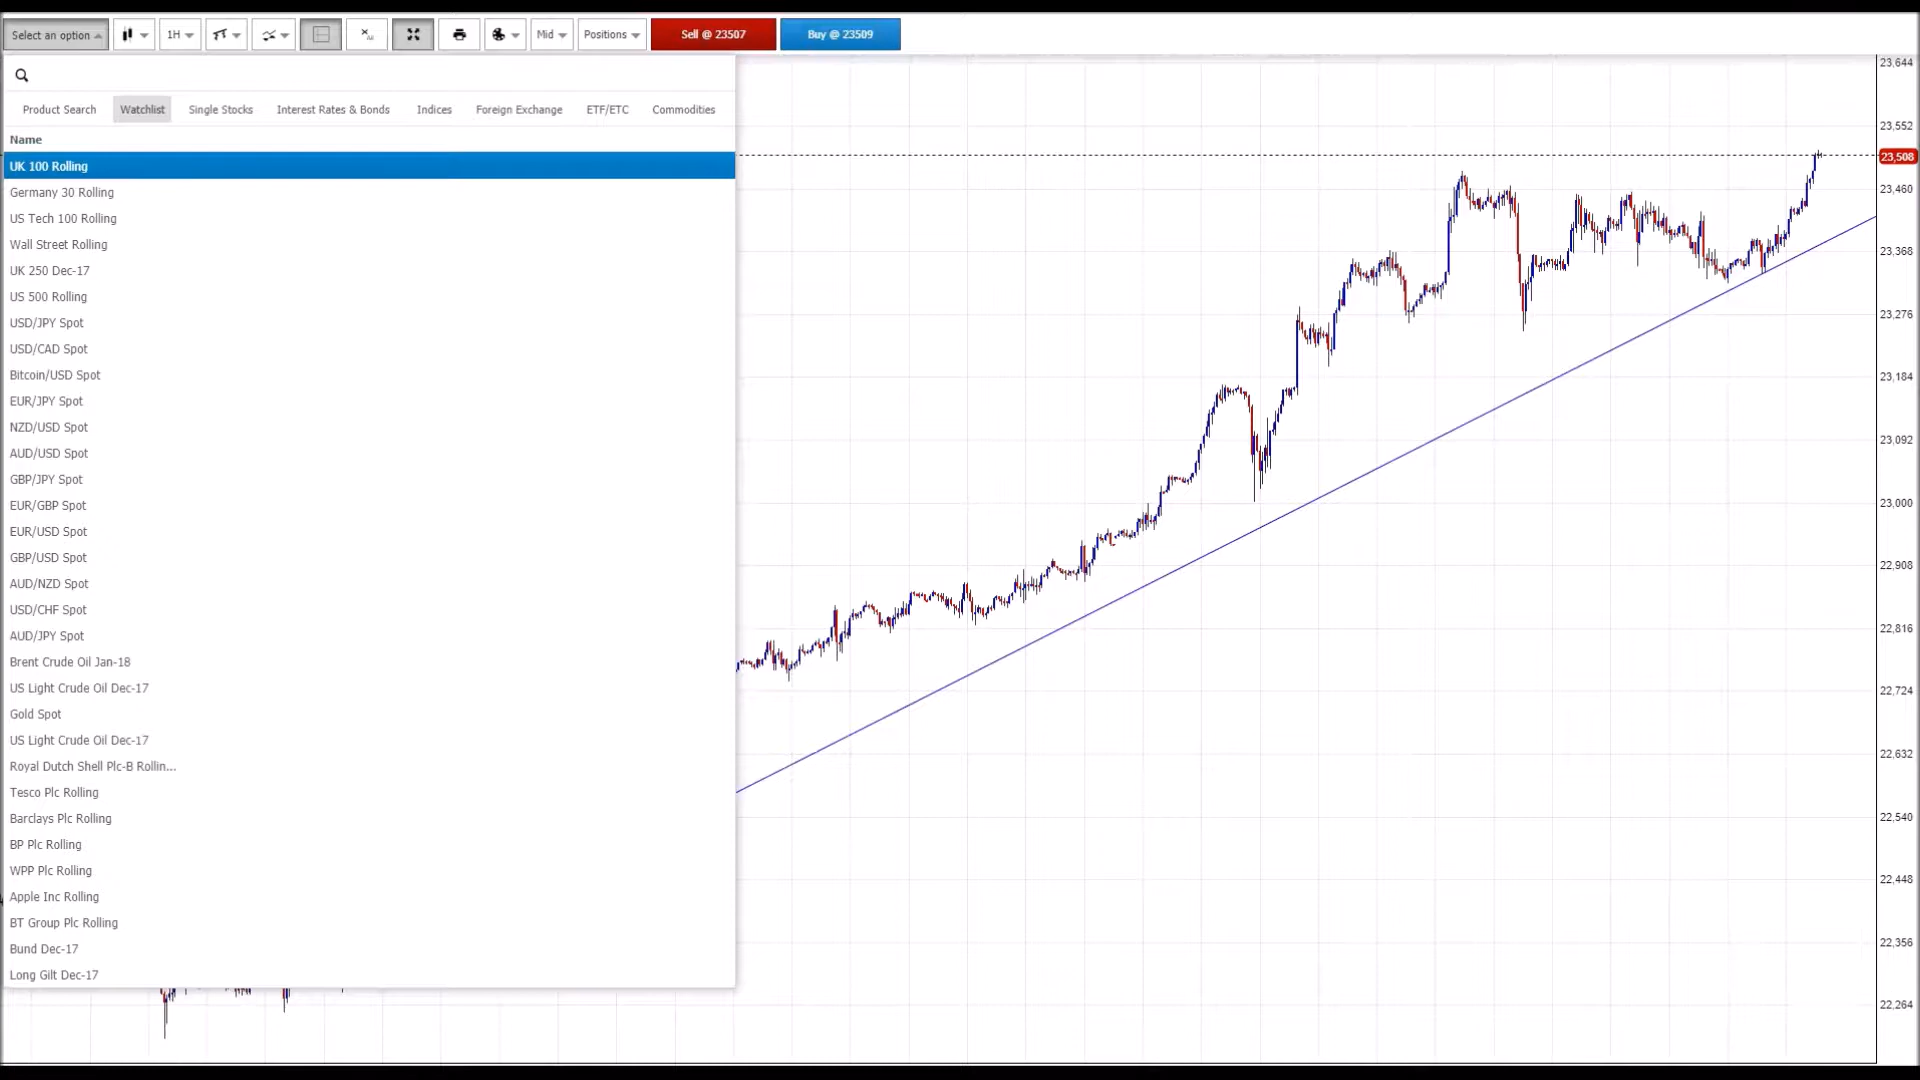 Select an option 1H Mid Positions Sell @ 23507 Buy @ 23509
Product Search Watchlist Single Stocks Interest Rates & Bonds Indices Foreign Exchange ETF/ETC Commodities
Name
UK 100 Rolling
Germany 30 Rolling
US Tech 100 Rolling
Wall Street Rolling
UK 250 Dec-17
US 500 Rolling
USD/JPY Spot
USD/CAD Spot
Bitcoin/USD Spot
EUR/JPY Spot
NZD/USD Spot
AUD/USD Spot
GBP/JPY Spot
EUR/GBP Spot
EUR/USD Spot
GBP/USD Spot
AUD/NZD Spot
USD/CHF Spot
AUD/JPY Spot
Brent Crude Oil Jan-18
US Light Crude Oil Dec-17
Gold Spot
US Light Crude Oil Dec-17
Royal Dutch Shell Plc-B Rollin...
Tesco Plc Rolling
Barclays Plc Rolling
BP Plc Rolling
WPP Plc Rolling
Apple Inc Rolling
BT Group Plc Rolling
Bund Dec-17
Long Gilt Dec-17
23,644
23,552
23,508
23,460
23,368
23,276
23,184
23,092
23,000
22,908
22,816
22,724
22,632
22,540
22,448
22,356
22,264